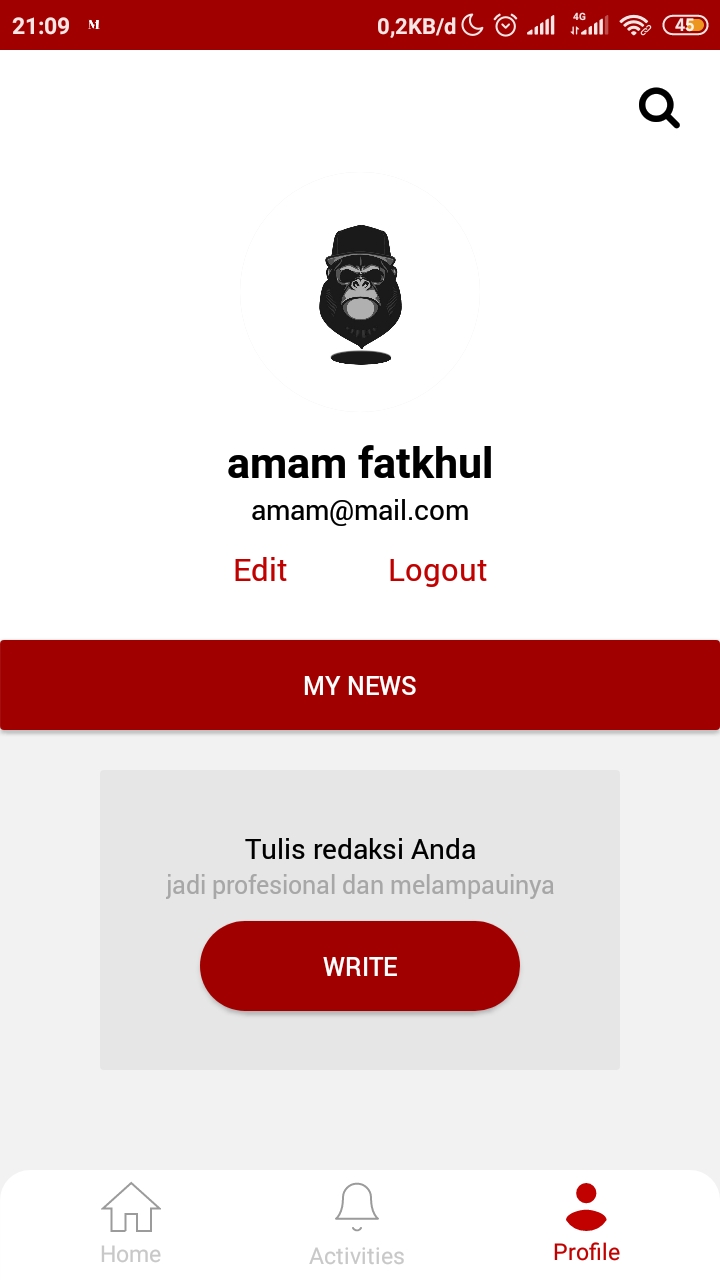 21:09 M 0,2KB/d 4G 45
amam fatkhul
amam@mail.com
Edit Logout
MY NEWS
Tulis redaksi Anda
jadi profesional dan melampauinya
WRITE
Home Activities Profile